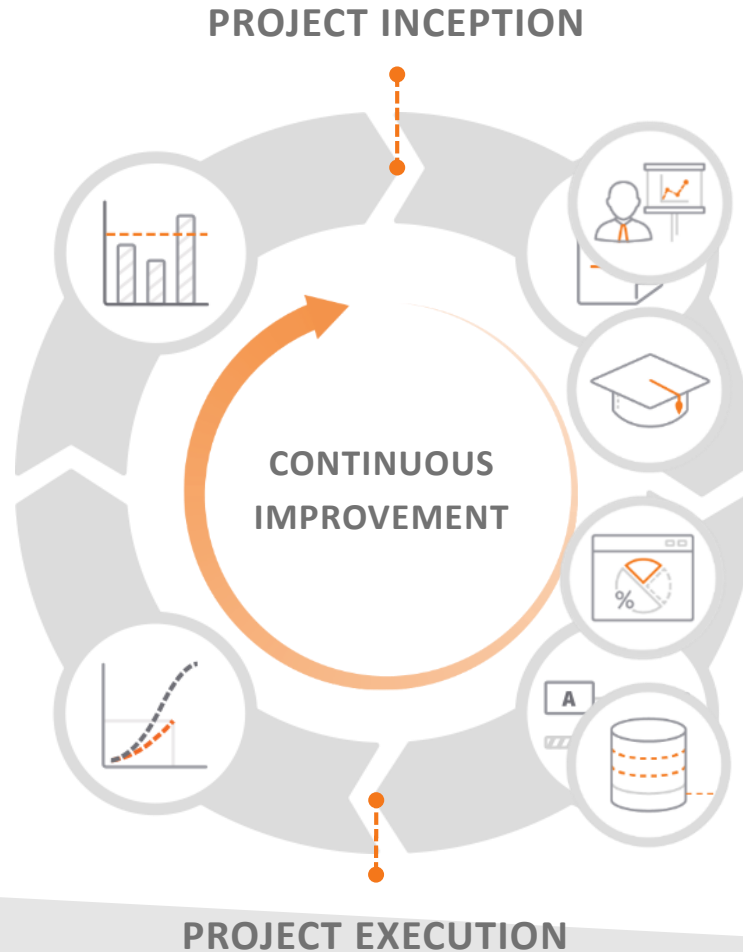 PROJECT INCEPTION
CONTINUOUS
IMPROVEMENT
%
A
PROJECT EXECUTION